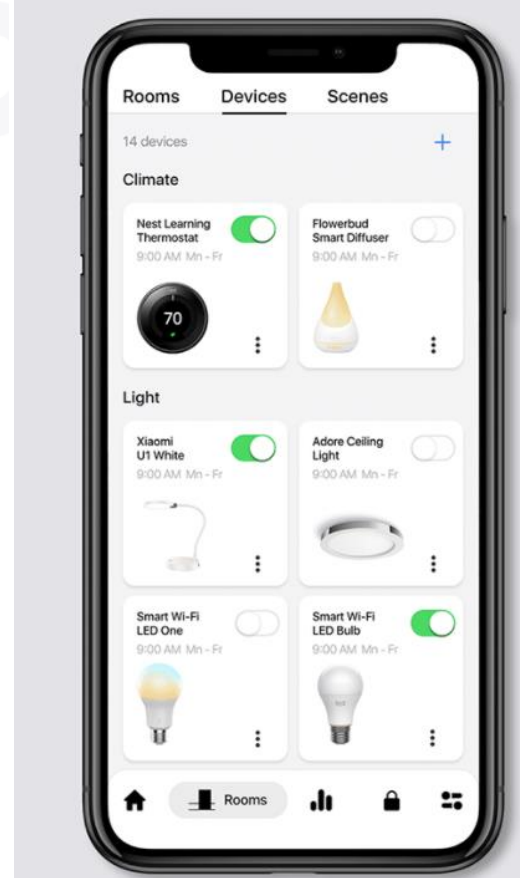 Rooms Devices Scenes
14 devices
Climate
Nest Learning
Thermostat
9:00 AM Mn - Fr
70
Flowerbud
Smart Diffuser
9:00 AM Mn - Fr
Light
Xiaomi
U1 White
9:00 AM Mn - Fr
Adore Ceiling
Light
9:00 AM Mn - Fr
Smart Wi-Fi
LED One
9:00 AM Mn - Fr
Smart Wi-Fi
LED Bulb
9:00 AM Mn - Fr
Rooms